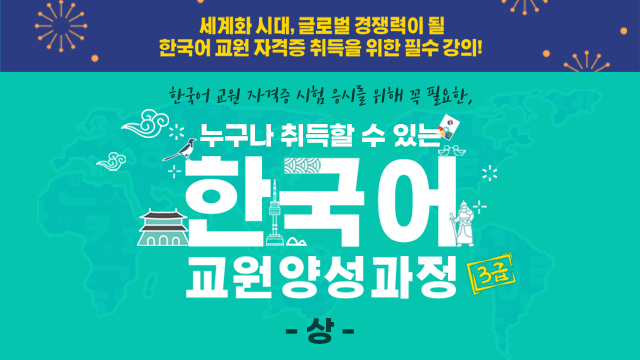 세계화 시대, 글로벌 경쟁력이 될
한국어 교원 자격증 취득을 위한 필수 강의!
한국어 교원 자격증 시험 응시를 위해 꼭 필요한,
누구나 취득할 수 있는
한국어
교원양성과정 3급
- 상 -